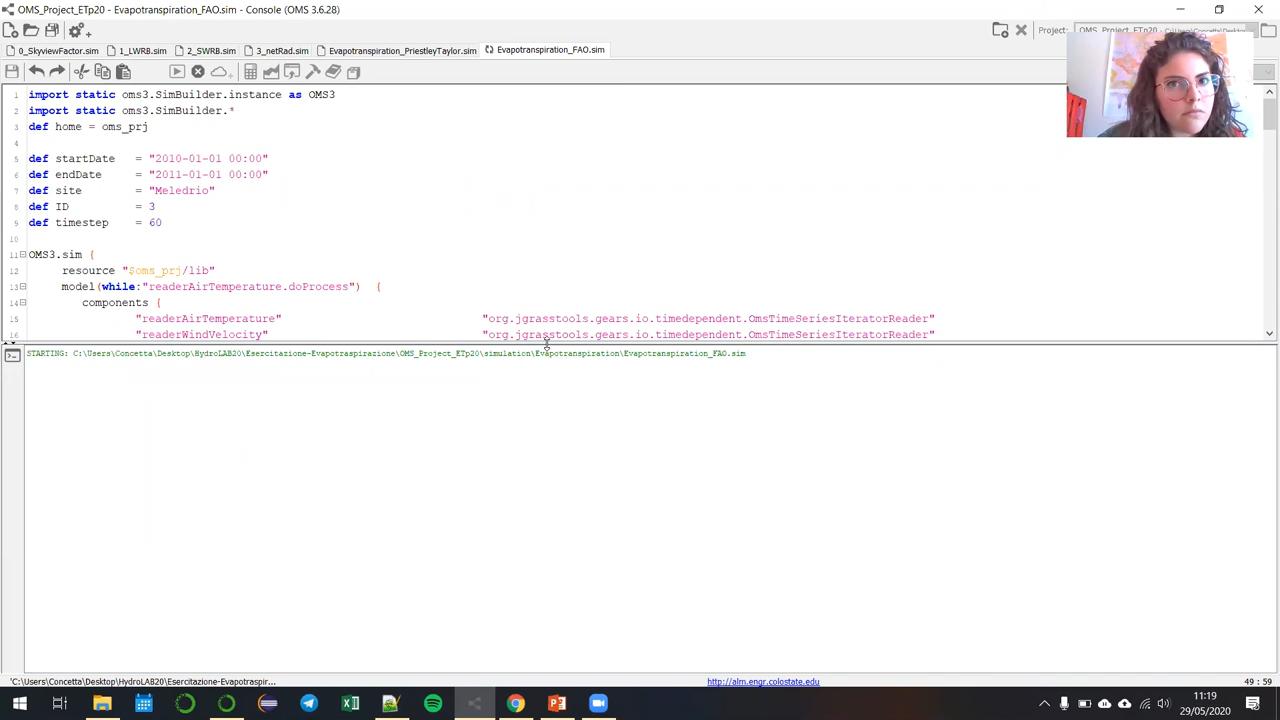 OMS_Project_ETp20 - Evapotranspiration_FAO.sim - Console (OMS 3.6.28)
Project: OMS_Project_ETp20
0_SkyviewFactor.sim 1_LWRB.sim 2_SWRB.sim 3_netRad.sim Evapotranspiration_PriestleyTaylor.sim Evapotranspiration_FAO.sim
1 import static oms3.SimBuilder.instance as OMS3
2 import static oms3.SimBuilder.*
3 def home = oms_prj
4
5 def startDate = "2010-01-01 00:00"
6 def endDate = "2011-01-01 00:00"
7 def site = "Meledrio"
8 def ID = 3
9 def timestep = 60
10
11 OMS3.sim {
12 resource "$oms_prj/lib"
13 model(while:"readerAirTemperature.doProcess") {
14 components {
15 "readerAirTemperature" "org.jgrasstools.gears.io.timedependent.OmsTimeSeriesIteratorReader"
16 "readerWindVelocity" "org.jgrasstools.gears.io.timedependent.OmsTimeSeriesIteratorReader"
STARTING: C:\Users\Concetta\Desktop\HydroLAB20\Esercitazione-Evapotraspirazione\OMS_Project_ETp20\simulation\Evapotranspiration\Evapotranspiration_FAO.sim
'C:\Users\Concetta\Desktop\HydroLAB20\Esercitazione-Evapotraspir...
http://alm.engr.colostate.edu
49 : 59
11:19
29/05/2020